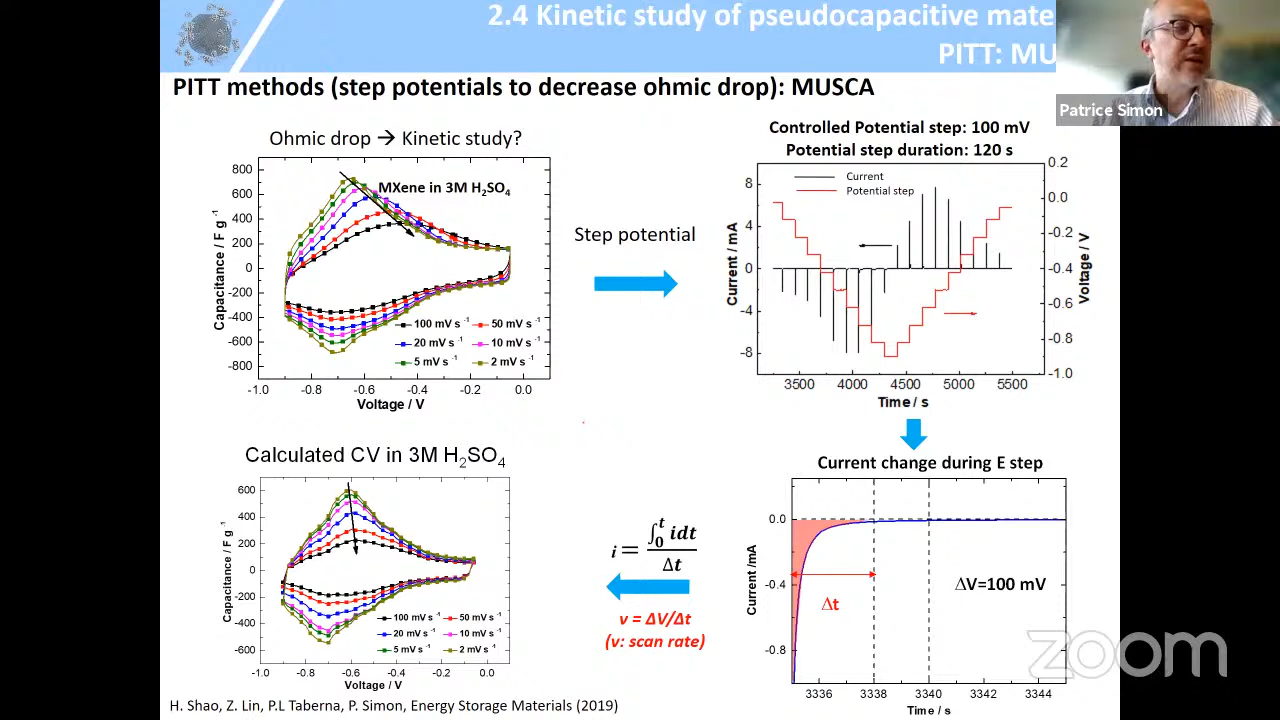 2.4 Kinetic study of pseudocapacitive mate
PITT: MU
Patrice Simon
PITT methods (step potentials to decrease ohmic drop): MUSCA
Ohmic drop → Kinetic study?
800
600
400
200
0
-200
-400
-600
-800
Capacitance / F g⁻¹
MXene in 3M H₂SO₄
100 mV s⁻¹ 50 mV s⁻¹
20 mV s⁻¹ 10 mV s⁻¹
5 mV s⁻¹ 2 mV s⁻¹
-1.0 -0.8 -0.6 -0.4 -0.2 0.0
Voltage / V
Step potential
Controlled Potential step: 100 mV
Potential step duration: 120 s
8
4
0
-4
-8
Current / mA
Current
Potential step
0.2
0.0
-0.2
-0.4
-0.6
-0.8
-1.0
Voltage / V
3500 4000 4500 5000 5500
Time / s
Current change during E step
0.0
-0.4
-0.8
Current /mA
Δt
ΔV=100 mV
3336 3338 3340 3342 3344
Time / s
i = ∫₀ᵗ idt / Δt
v = ΔV/Δt
(v: scan rate)
Calculated CV in 3M H₂SO₄
600
400
200
0
-200
-400
-600
Capacitance / F g⁻¹
100 mV s⁻¹ 50 mV s⁻¹
20 mV s⁻¹ 10 mV s⁻¹
5 mV s⁻¹ 2 mV s⁻¹
-1.0 -0.8 -0.6 -0.4 -0.2 0.0
Voltage / V
zoom
H. Shao, Z. Lin, P.L Taberna, P. Simon, Energy Storage Materials (2019)